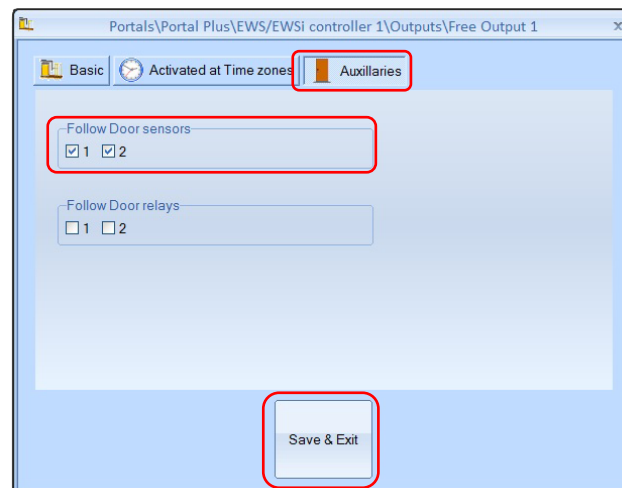 Portals\Portal Plus\EWS/EWSi controller 1\Outputs\Free Output 1 x
Basic Activated at Time zones Auxillaries
Follow Door sensors
1 2
Follow Door relays
1 2
Save & Exit